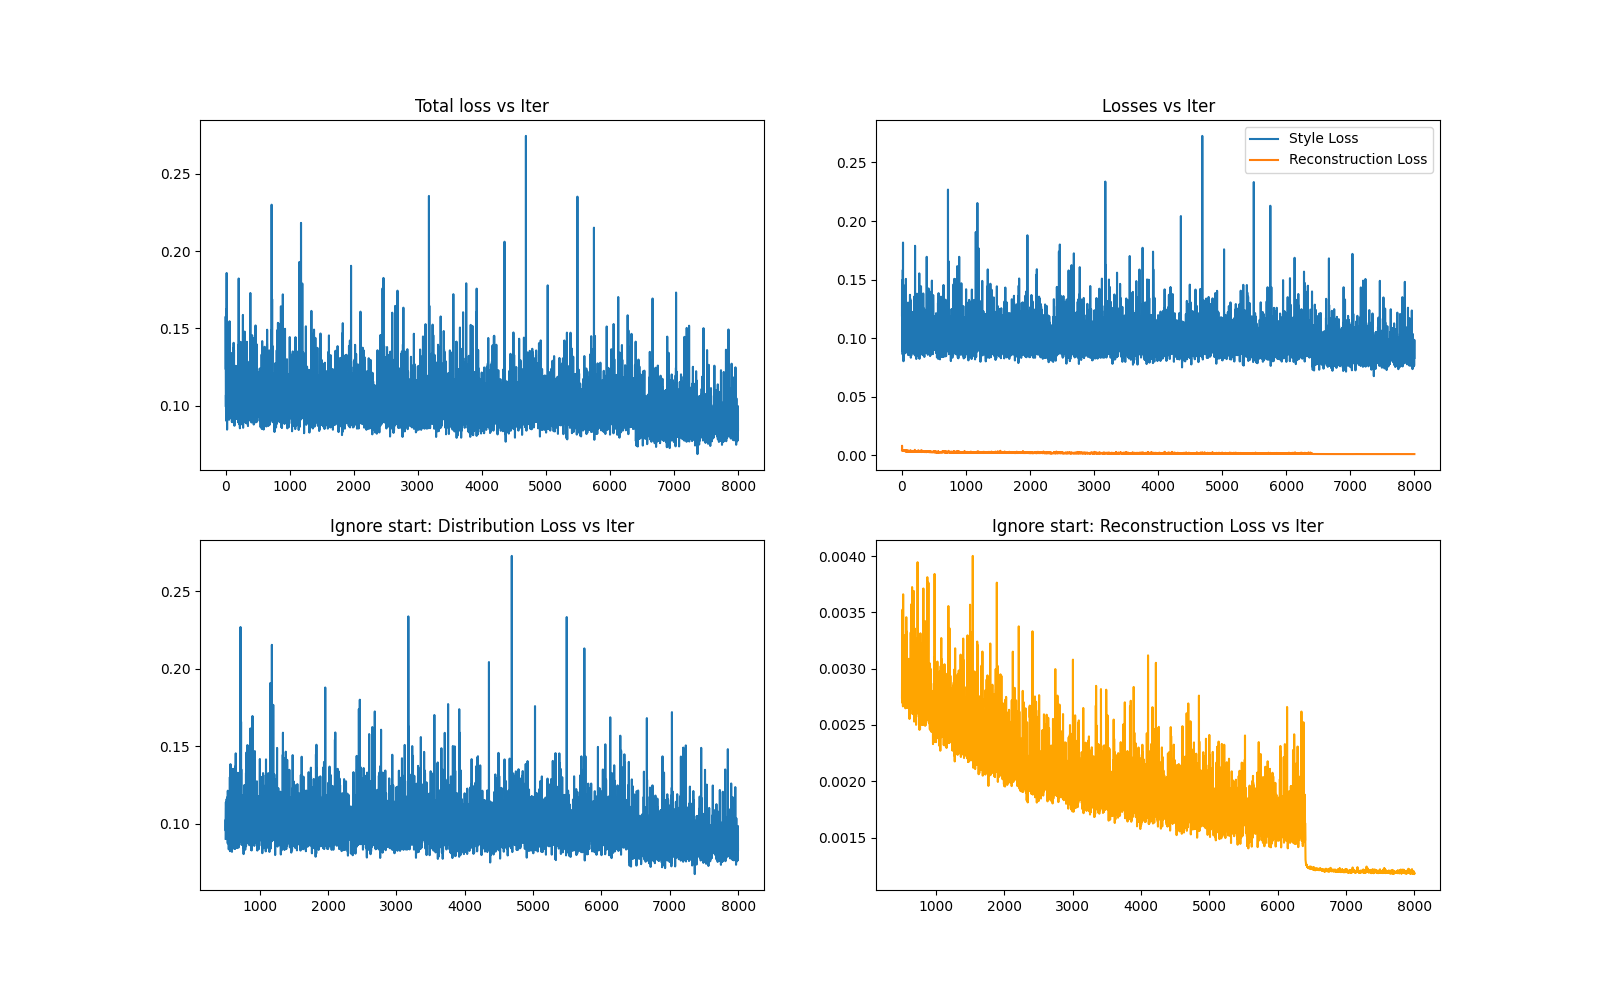 Total loss vs Iter
0.25
0.20
0.15
0.10
0 1000 2000 3000 4000 5000 6000 7000 8000
Losses vs Iter
Style Loss
Reconstruction Loss
0.25
0.20
0.15
0.10
0.05
0.00
0 1000 2000 3000 4000 5000 6000 7000 8000
Ignore start: Distribution Loss vs Iter
0.25
0.20
0.15
0.10
1000 2000 3000 4000 5000 6000 7000 8000
Ignore start: Reconstruction Loss vs Iter
0.0040
0.0035
0.0030
0.0025
0.0020
0.0015
1000 2000 3000 4000 5000 6000 7000 8000